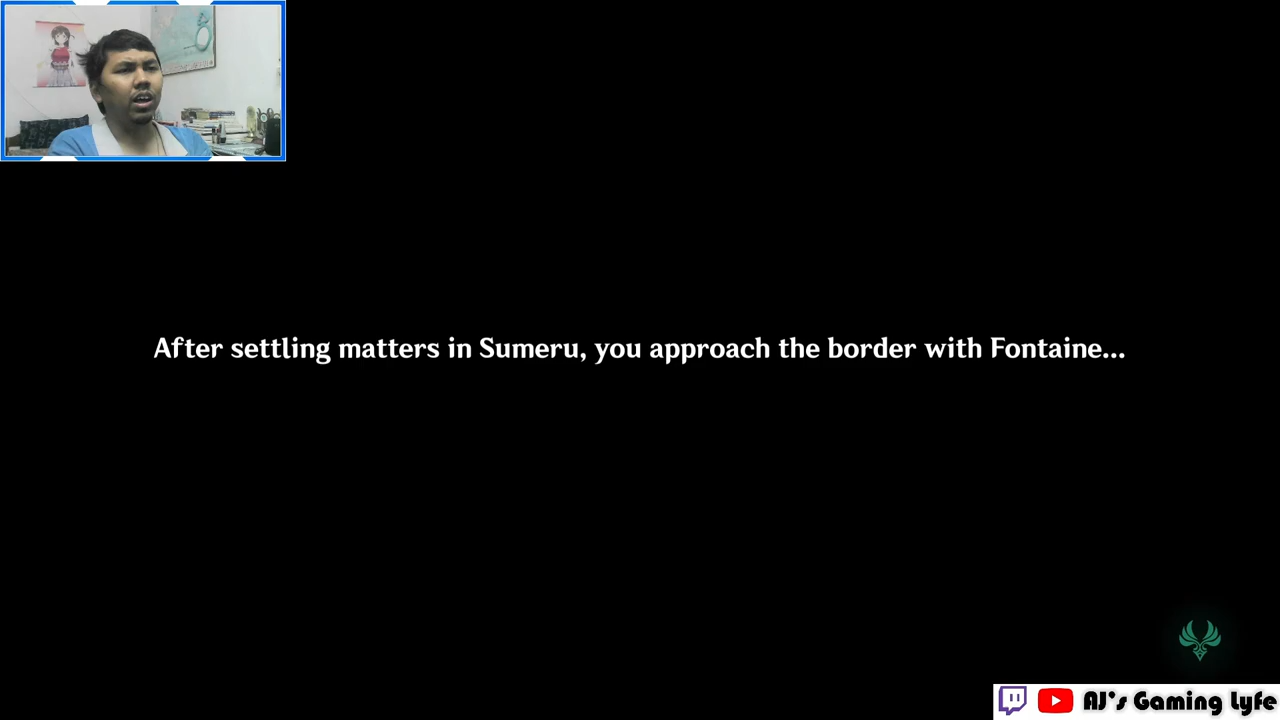 After settling matters in Sumeru, you approach the border with Fontaine...
AJ's Gaming Lyfe